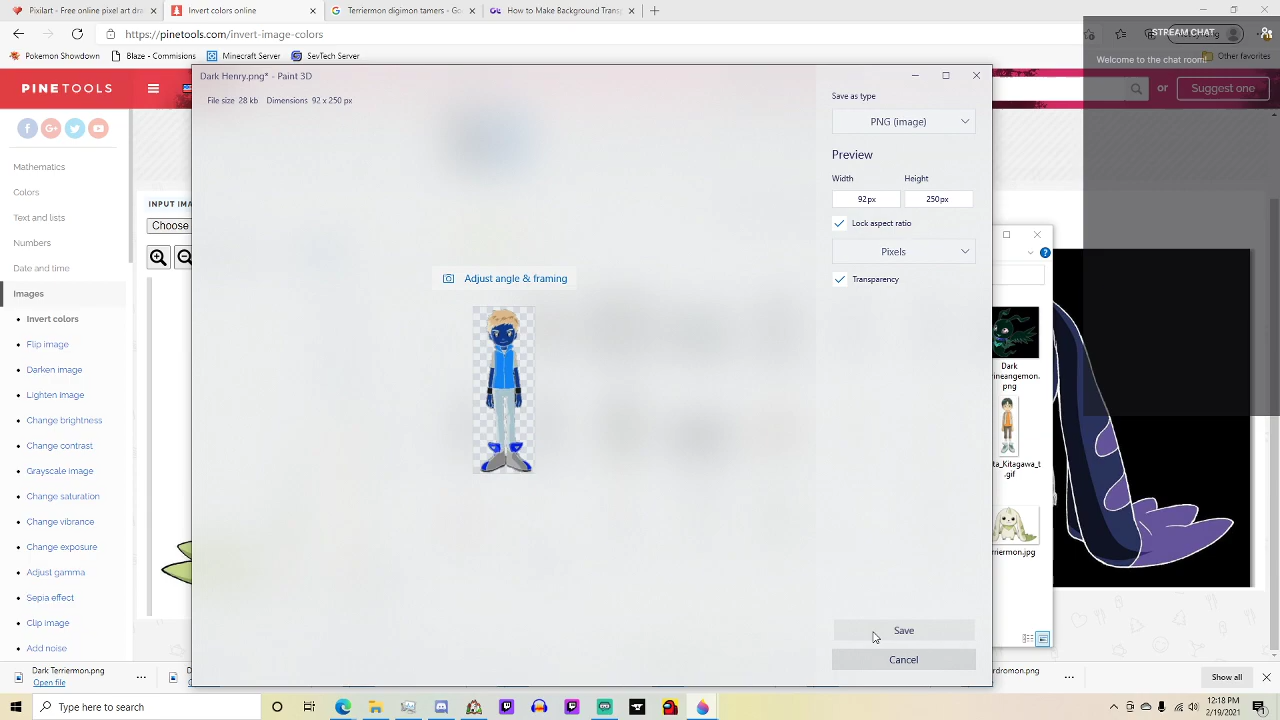 Pixilart - Free online pixel art dra
Invert colors
Terriermon digimon tamers - Go
How to Make Background Trans
https://pinetools.com/invert-image-colors
STREAM CHAT
Pokemon Showdown
Blaze - Comissions
Minecraft Server
SevTech Server
Other favorites
Welcome to the chat room!
PINETOOLS
or
Suggest one
Dark Henry.png* - Paint 3D
File size 28 kb Dimensions 92 x 250 px
Save as type
PNG (image)
Preview
Width
Height
92px
250px
Lock aspect ratio
Pixels
Transparency
Adjust angle & framing
Save
Cancel
Mathematics
Colors
Text and lists
Numbers
Date and time
Images
Invert colors
Flip image
Darken image
Lighten image
Change brightness
Change contrast
Grayscale image
Change saturation
Change vibrance
Change exposure
Adjust gamma
Sepia effect
Clip image
Add noise
INPUT IMA
Choose
Dark
ineangemon.
png
ta_Kitagawa_t
.gif
rriermon.jpg
Dark Terriermon.png
Open file
D
rdromon.png
Show all
Type here to search
12:18 PM
2/28/2021